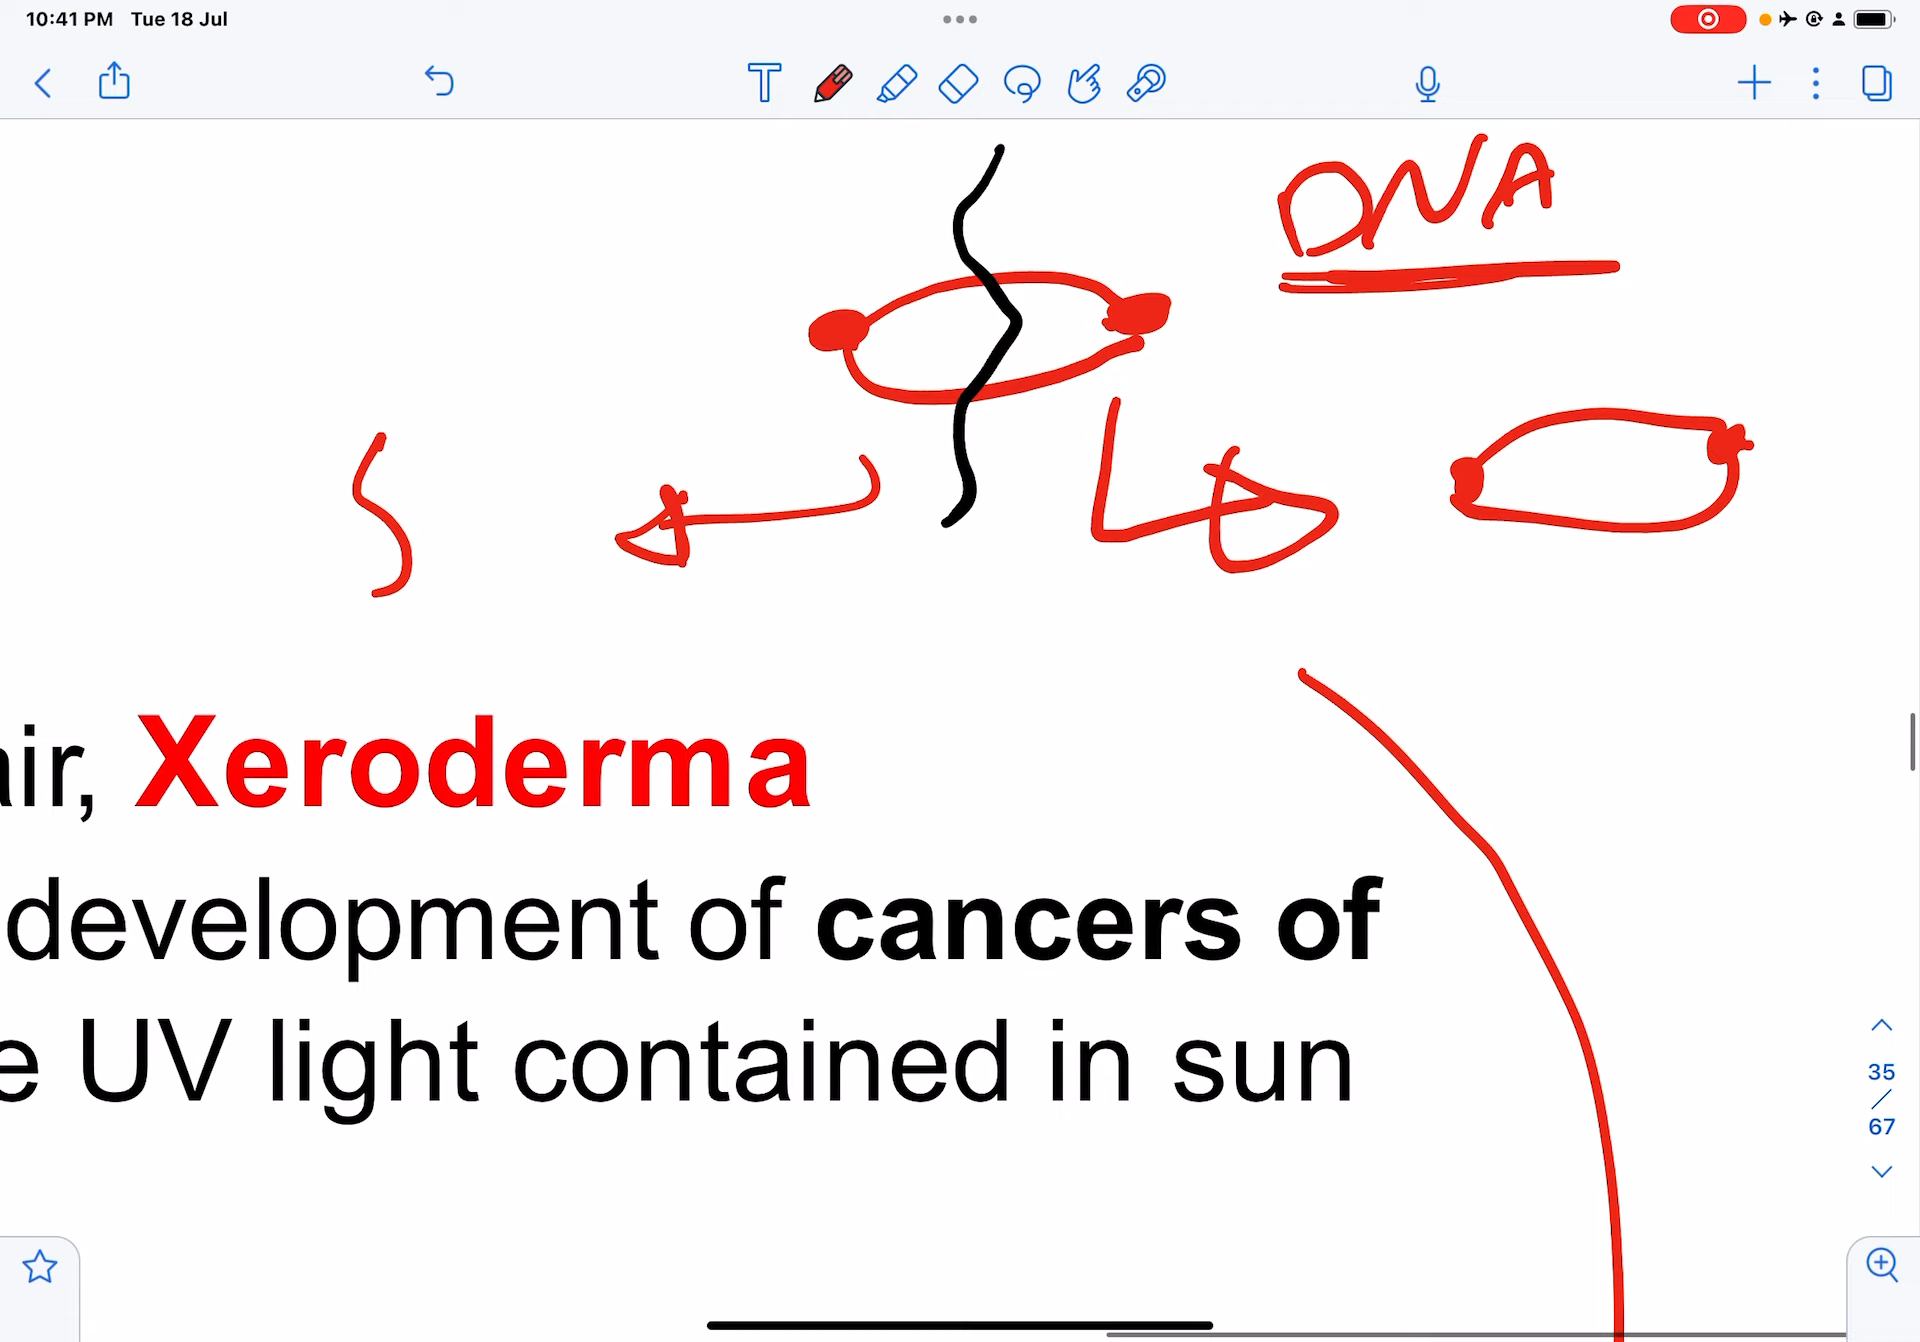 10:41 PM Tue 18 Jul
T
DNA
air, Xeroderma
development of cancers of
e UV light contained in sun
35
/
67